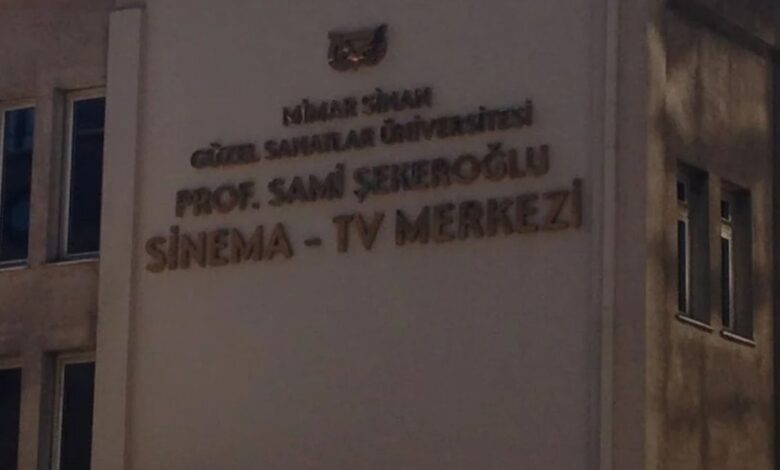 MİMAR SİNAN
GÜZEL SANATLAR ÜNİVERSİTESİ
PROF. SAMİ ŞEKEROĞLU
SİNEMA - TV MERKEZİ